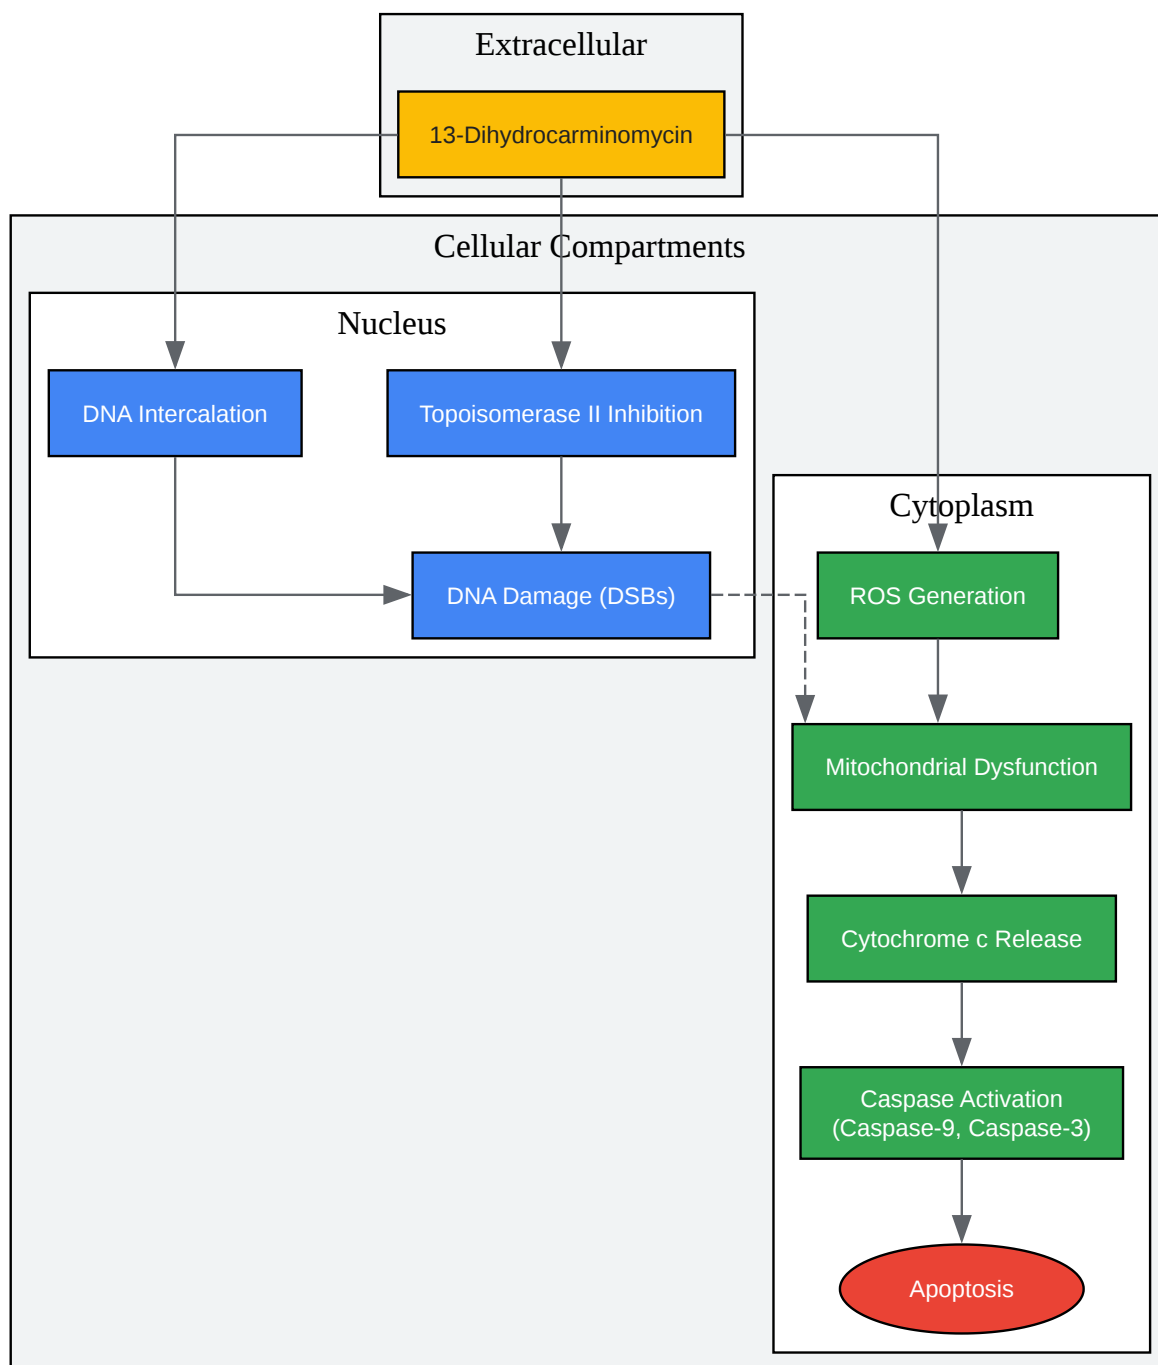 Extracellular
13-Dihydrocarminomycin
Cellular Compartments
Nucleus
DNA Intercalation
Topoisomerase II Inhibition
Cytoplasm
DNA Damage (DSBs)
ROS Generation
Mitochondrial Dysfunction
Cytochrome c Release
Caspase Activation
(Caspase-9, Caspase-3)
Apoptosis